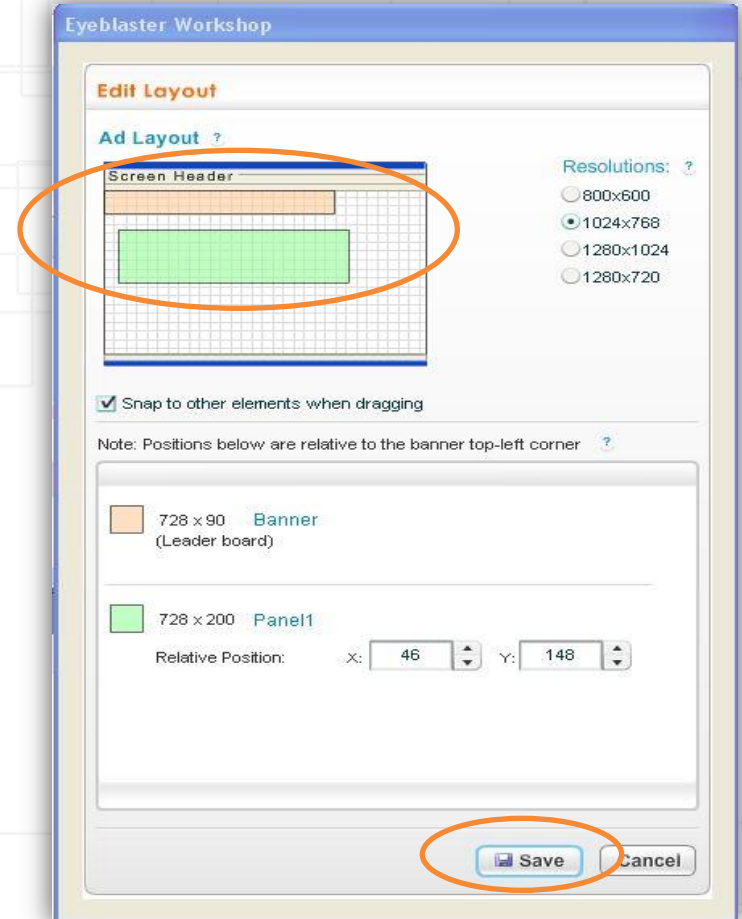 Eyeblaster Workshop
Edit Layout
Ad Layout ?
Screen Header
Resolutions: ?
800x600
1024x768
1280x1024
1280x720
Snap to other elements when dragging
Note: Positions below are relative to the banner top-left corner ?
728 x 90 Banner
(Leader board)
728 x 200 Panel1
Relative Position: X: 46 Y: 148
Save Cancel